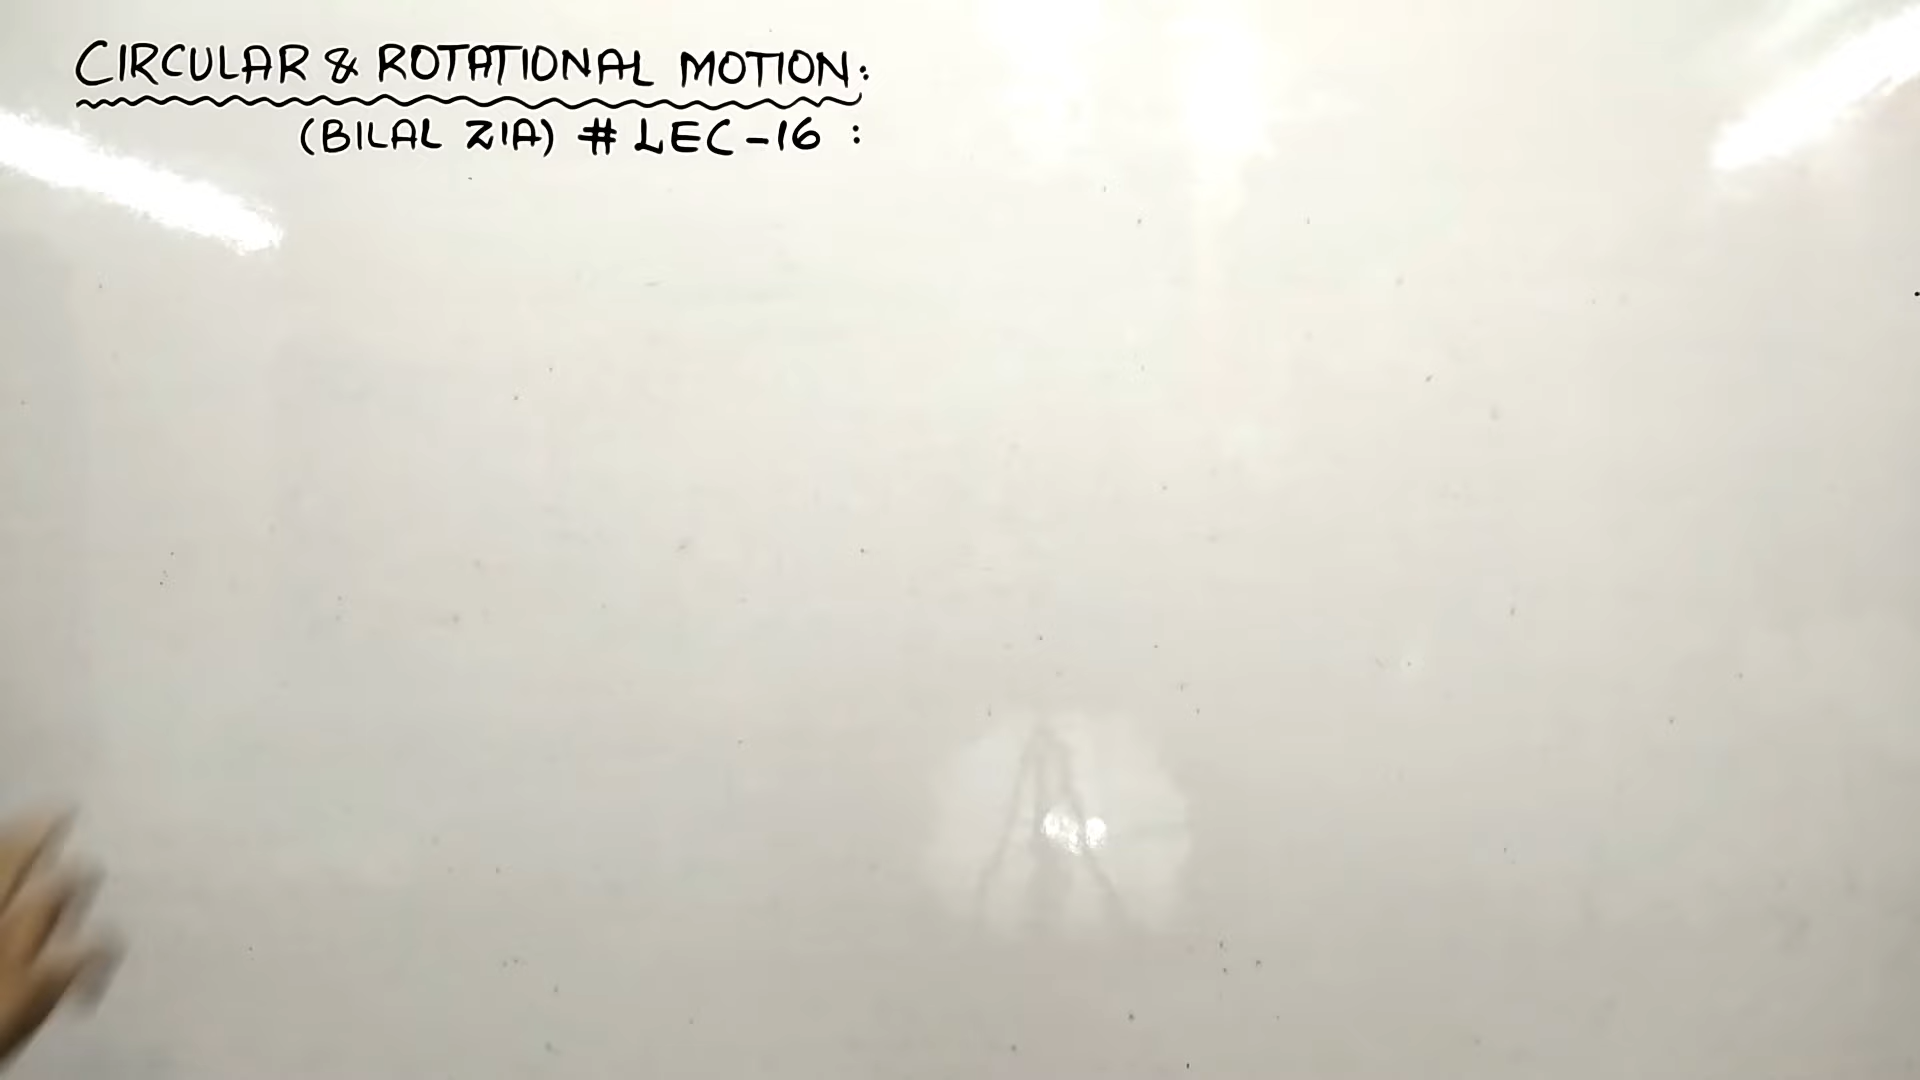 CIRCULAR & ROTATIONAL MOTION:
(BILAL ZIA) # LEC-16 :